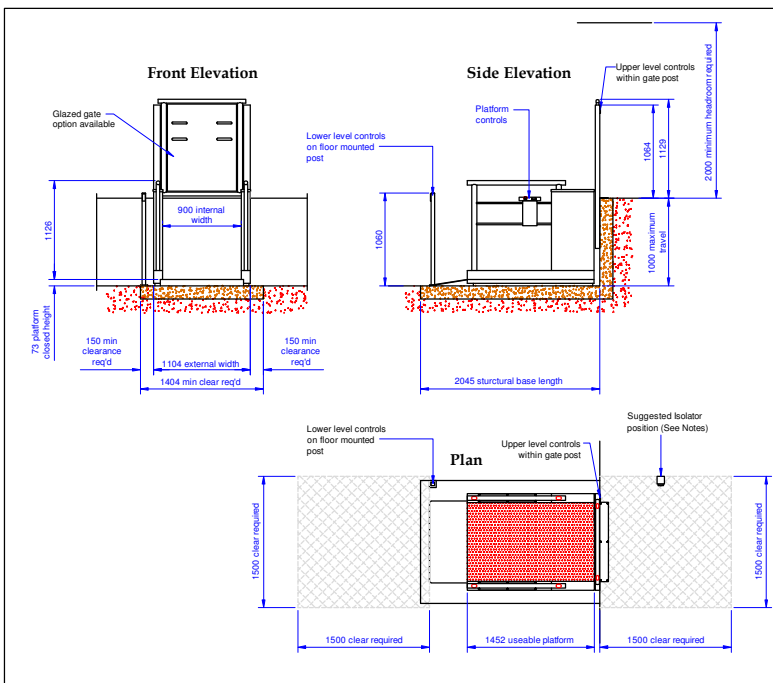 Front Elevation
Glazed gate
option available
1126
900 internal
width
73 platform
closed height
150 min
clearance
req'd
1104 external width
1404 min clear req'd
150 min
clearance
req'd
Side Elevation
Upper level controls
within gate post
Platform
controls
Lower level controls
on floor mounted
post
1060
1064
1129
2000 minimum headroom required
1000 maximum
travel
2045 sturctural base length
Plan
Lower level controls
on floor mounted
post
Upper level controls
within gate post
Suggested Isolator
position (See Notes)
1500 clear required
1500 clear required
1500 clear required
1452 useable platform
1500 clear required